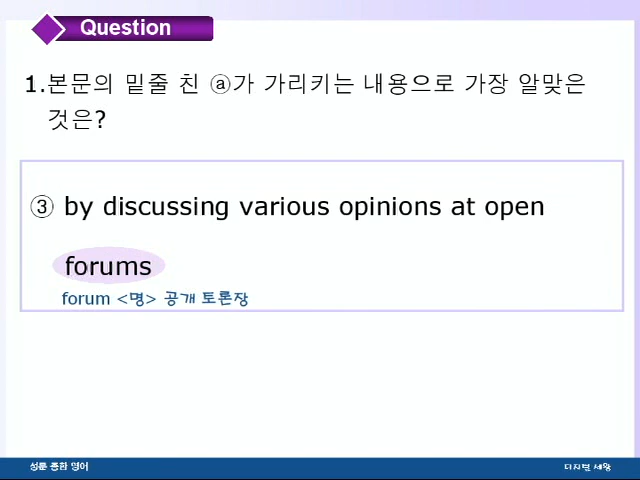 Question
1.본문의 밑줄 친 ⓐ가 가리키는 내용으로 가장 알맞은
것은?
③ by discussing various opinions at open
forums
forum <명> 공개 토론장
성문 종합 영어
디지털 세왕